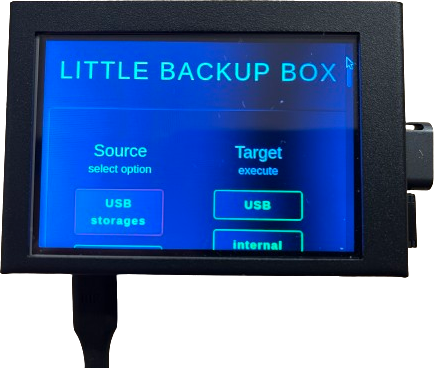 LITTLE BACKUP BOX
Source
Target
select option
execute
USB
storages
USB
internal